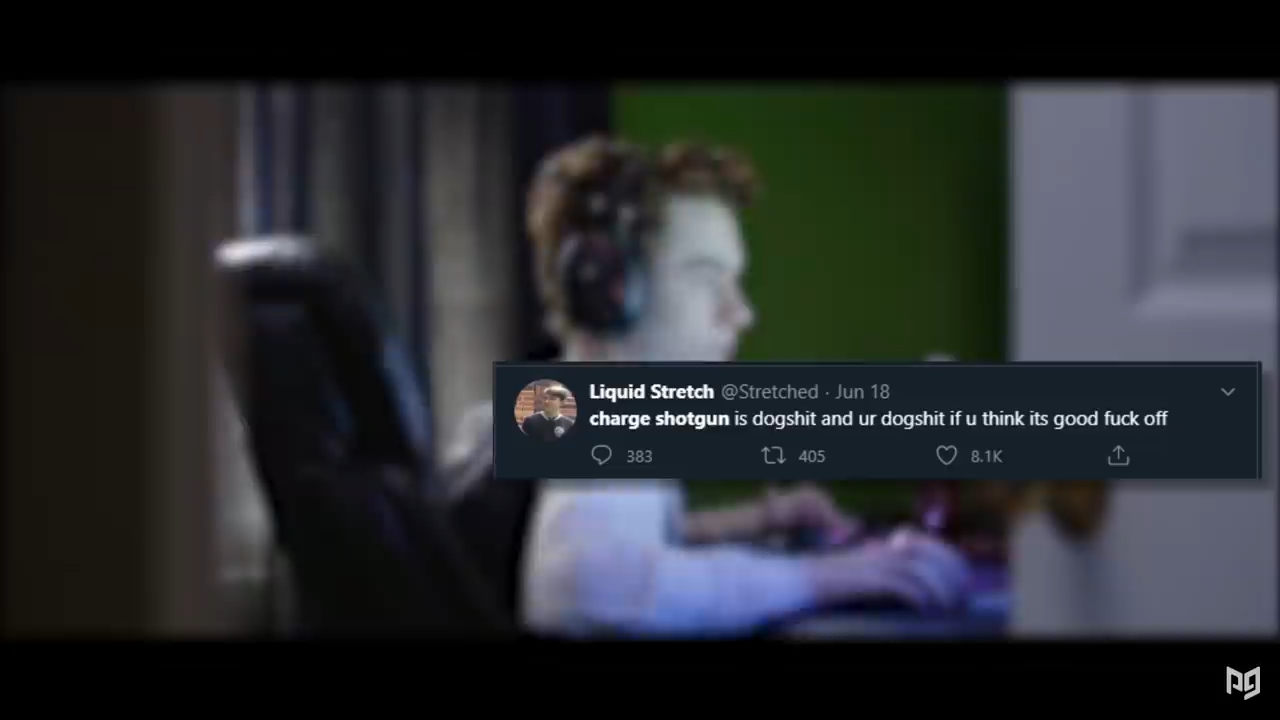 Liquid Stretch @Stretched · Jun 18
charge shotgun is dogshit and ur dogshit if u think its good fuck off
383 405 8.1K